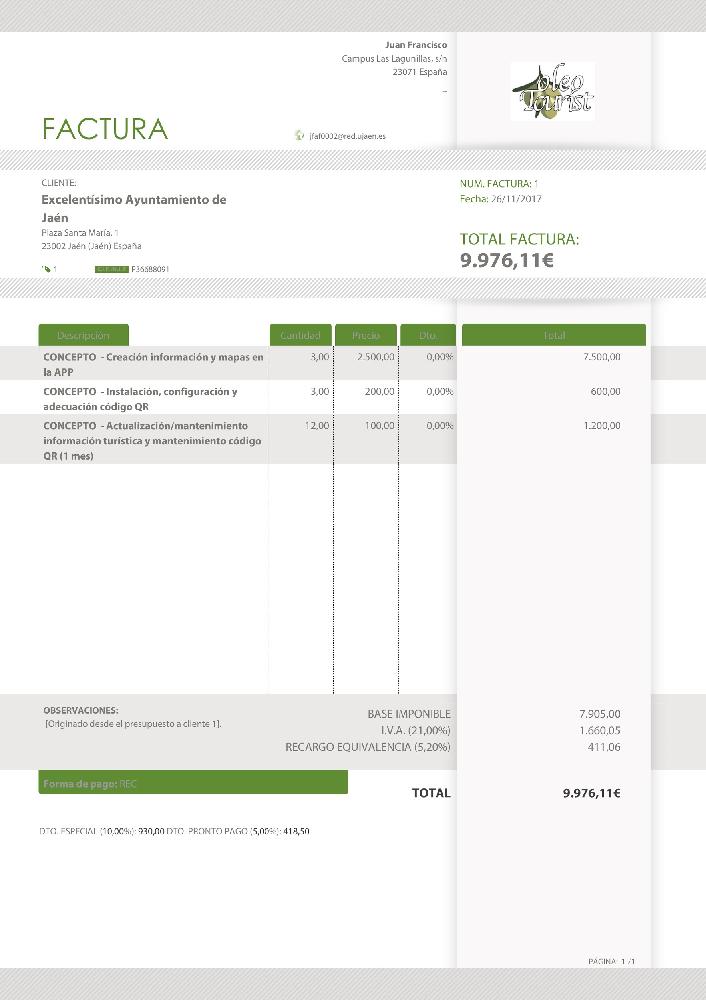 Juan Francisco
Campus Las Lagunillas, s/n
23071 España
--
oleo
Tourist
FACTURA
jfaf0002@red.ujaen.es
CLIENTE:
Excelentísimo Ayuntamiento de
Jaén
Plaza Santa María, 1
23002 Jaén (Jaén) España
1 C.I.F. /N.I. F P36688091
NUM. FACTURA: 1
Fecha: 26/11/2017
TOTAL FACTURA:
9.976,11€
Descripción Cantidad Precio Dto. Total
CONCEPTO - Creación información y mapas en 3,00 2.500,00 0,00% 7.500,00
la APP
CONCEPTO - Instalación, configuración y 3,00 200,00 0,00% 600,00
adecuación código QR
CONCEPTO - Actualización/mantenimiento 12,00 100,00 0,00% 1.200,00
información turística y mantenimiento código
QR (1 mes)
OBSERVACIONES:
[Originado desde el presupuesto a cliente 1].
BASE IMPONIBLE 7.905,00
I.V.A. (21,00%) 1.660,05
RECARGO EQUIVALENCIA (5,20%) 411,06
Forma de pago: REC
TOTAL 9.976,11€
DTO. ESPECIAL (10,00%): 930,00 DTO. PRONTO PAGO (5,00%): 418,50
PÁGINA: 1 /1